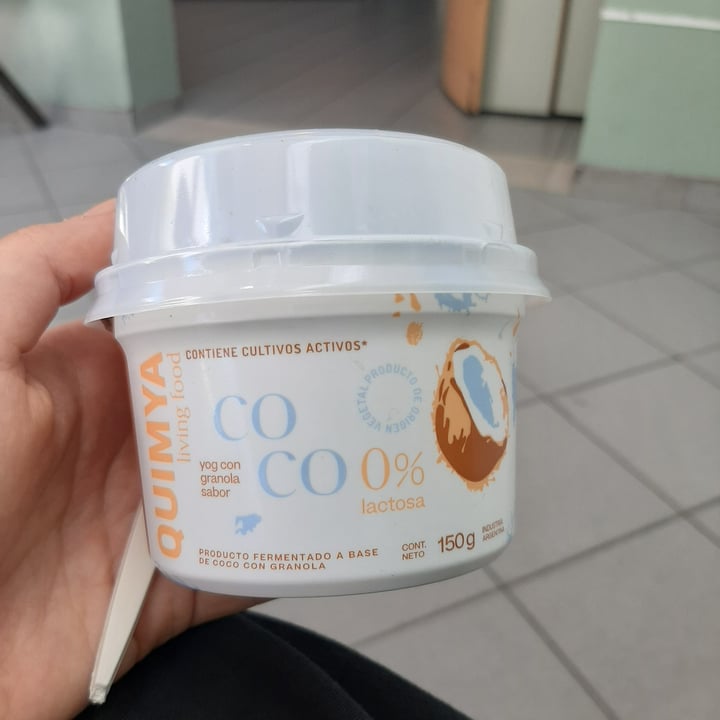 QUIMYA
living food
CONTIENE CULTIVOS ACTIVOS*
PRODUCTO DE ORIGEN VEGETAL
CO
CO
yog con
granola
sabor
0%
lactosa
PRODUCTO FERMENTADO A BASE
DE COCO CON GRANOLA
CONT.
NETO
150g
INDUSTRIA
ARGENTINA